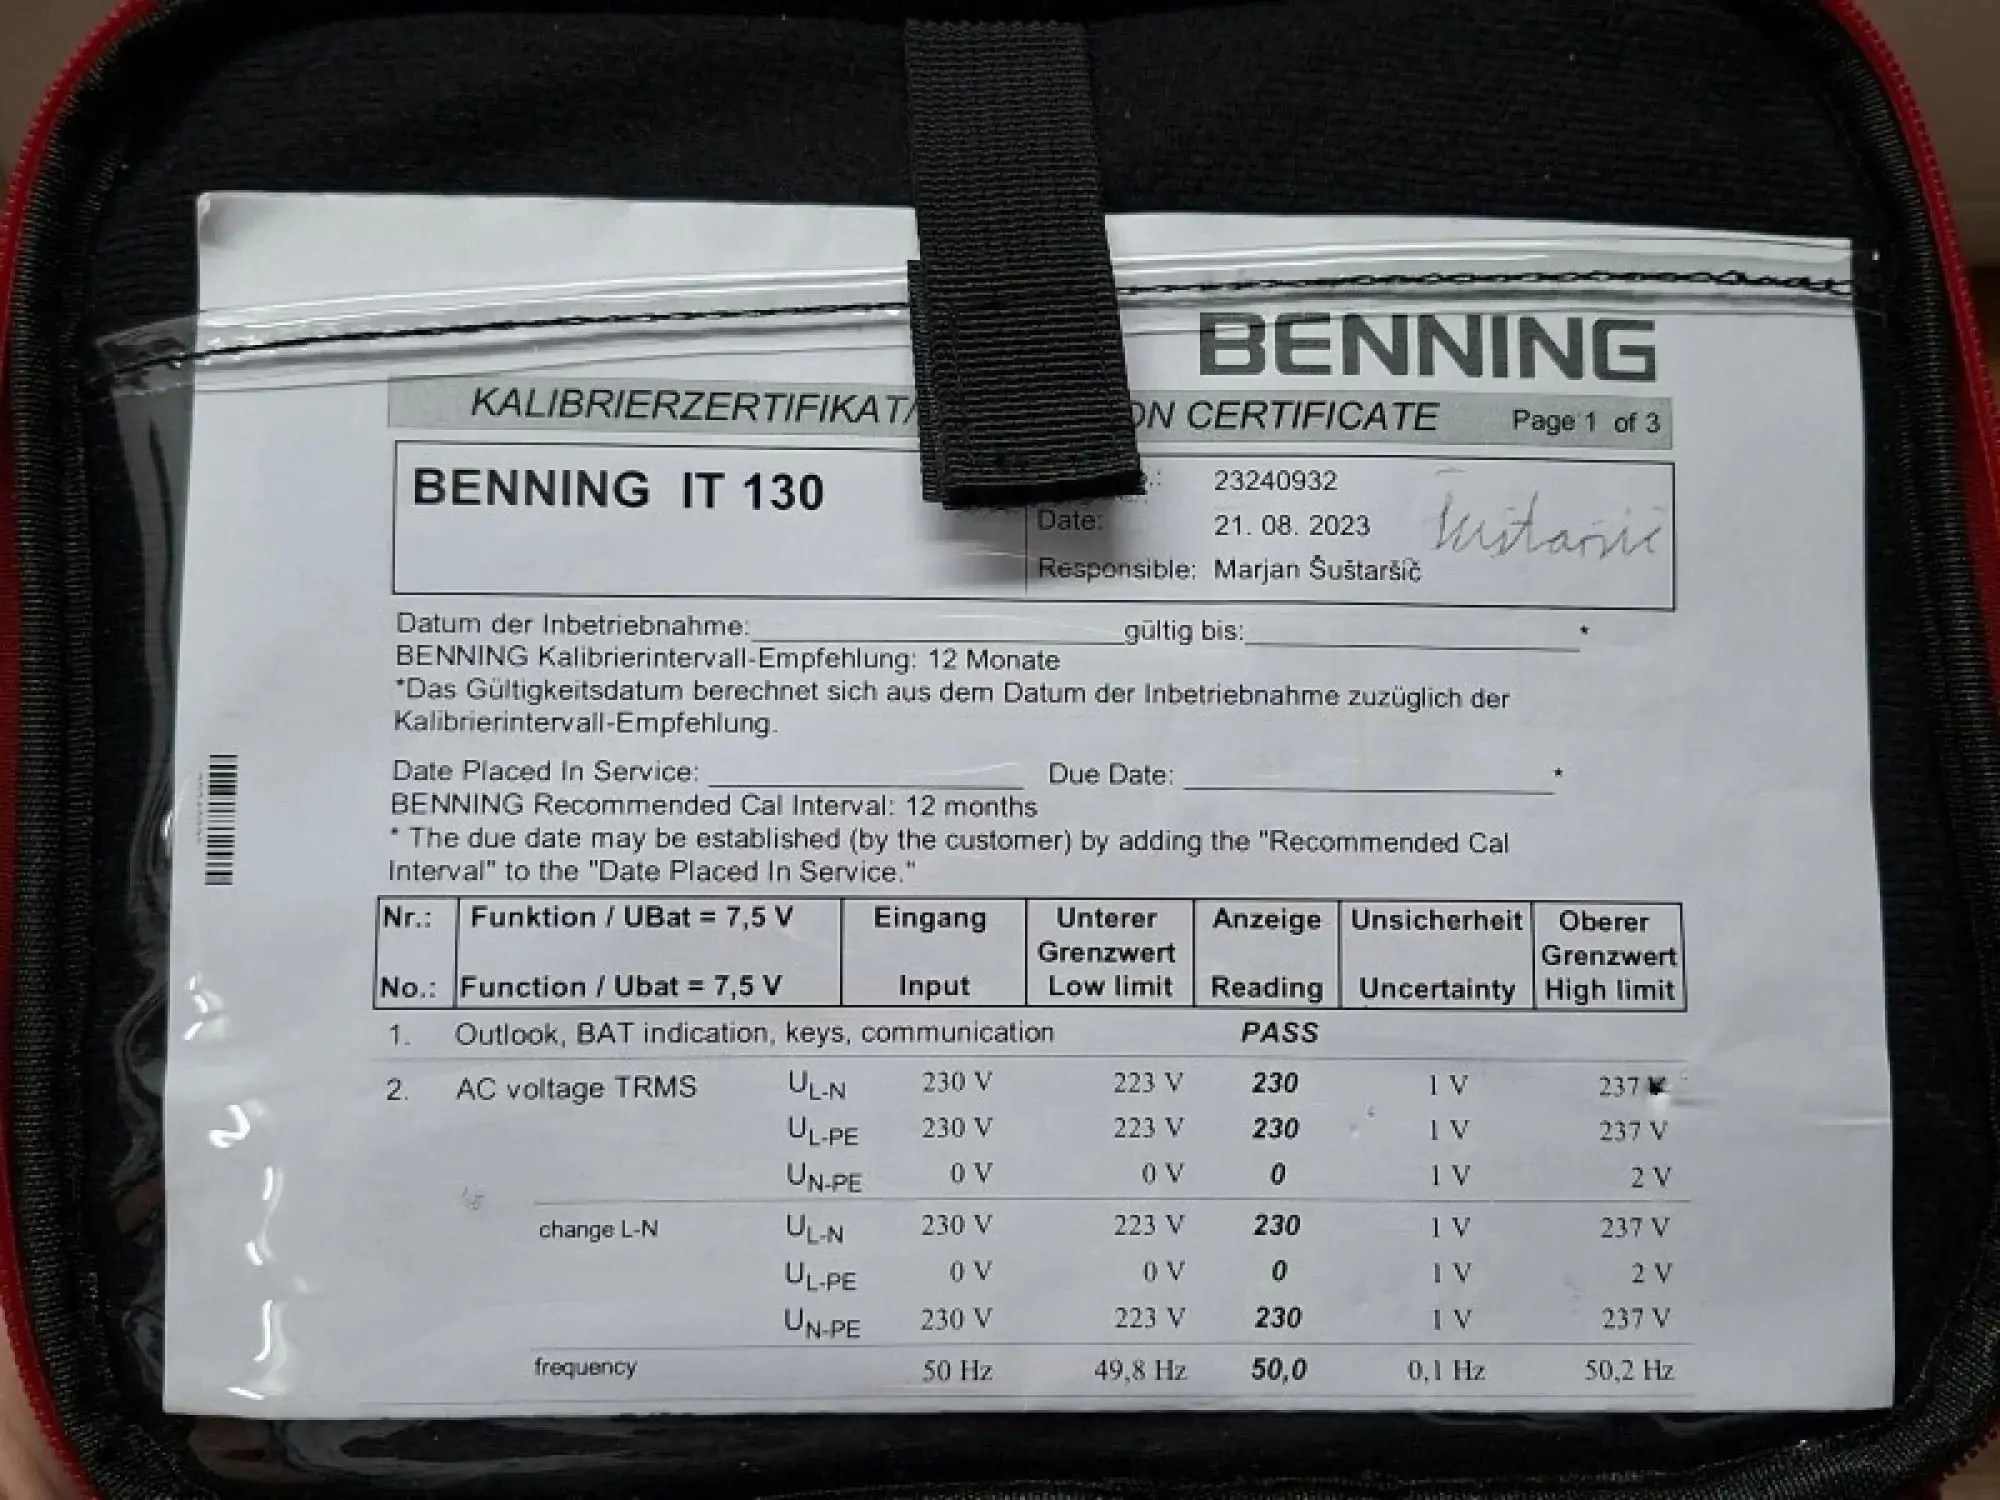 BENNING
KALIBRIERZERTIFIKAT/ ON CERTIFICATE Page 1 of 3
BENNING IT 130
23240932
Date: 21. 08. 2023
Responsible: Marjan Šuštaršič
Datum der Inbetriebnahme: gültig bis: *
BENNING Kalibrierintervall-Empfehlung: 12 Monate
*Das Gültigkeitsdatum berechnet sich aus dem Datum der Inbetriebnahme zuzüglich der
Kalibrierintervall-Empfehlung.
Date Placed In Service: Due Date: *
BENNING Recommended Cal Interval: 12 months
* The due date may be established (by the customer) by adding the "Recommended Cal
Interval" to the "Date Placed In Service."
Nr.: Funktion / UBat = 7,5 V Eingang Unterer Anzeige Unsicherheit Oberer
Grenzwert Grenzwert
No.: Function / Ubat = 7,5 V Input Low limit Reading Uncertainty High limit
1. Outlook, BAT indication, keys, communication PASS
2. AC voltage TRMS UL-N 230 V 223 V 230 1 V 237
UL-PE 230 V 223 V 230 1 V 237 V
UN-PE 0 V 0 V 0 1 V 2 V
change L-N UL-N 230 V 223 V 230 1 V 237 V
UL-PE 0 V 0 V 0 1 V 2 V
UN-PE 230 V 223 V 230 1 V 237 V
frequency 50 Hz 49,8 Hz 50,0 0,1 Hz 50,2 Hz